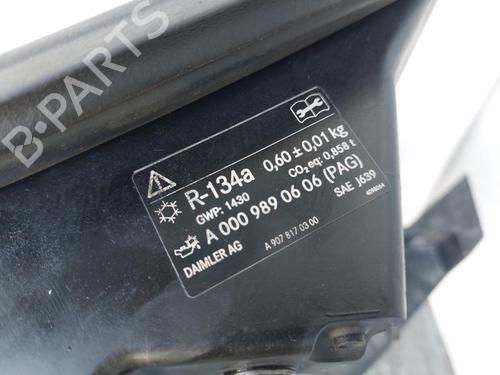 R-134a 0,60 ± 0,01 kg
GWP: 1430 CO2 eq: 0,858 t
A 000 989 06 06 (PAG)
DAIMLER AG A 907 817 03 00 SAE J639
B-PARTS